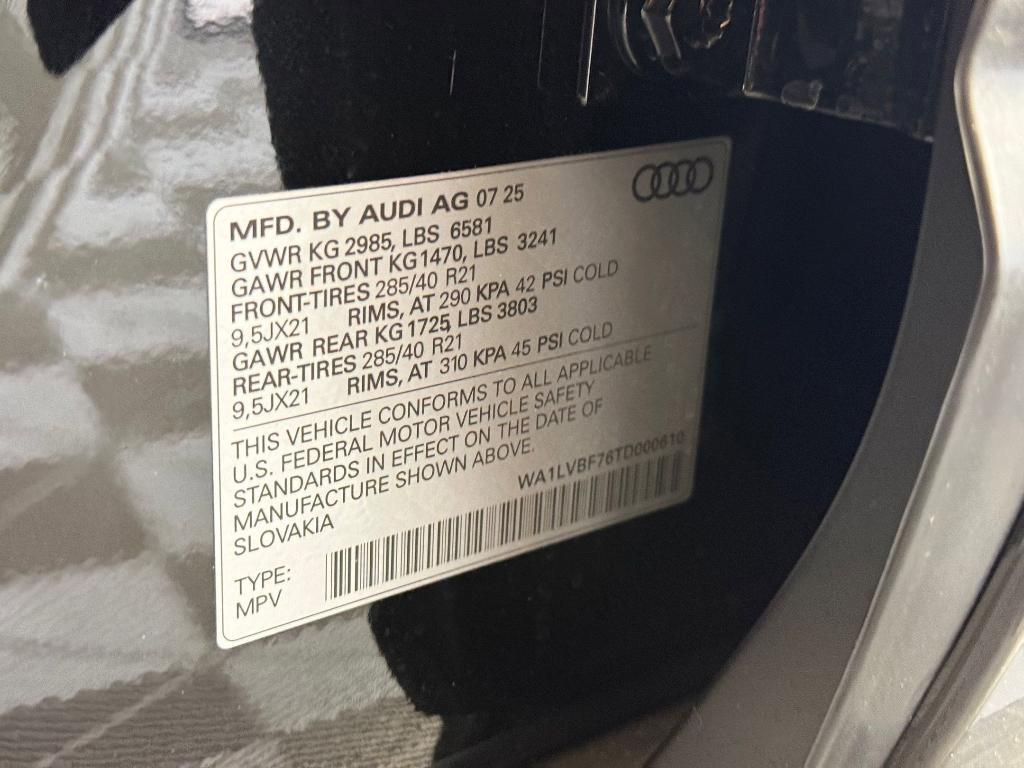 MFD. BY AUDI AG 07 25
GVWR KG 2985, LBS 6581
GAWR FRONT KG1470, LBS 3241
FRONT-TIRES 285/40 R21
9,5JX21 RIMS, AT 290 KPA 42 PSI COLD
GAWR REAR KG 1725, LBS 3803
REAR-TIRES 285/40 R21
9,5JX21 RIMS, AT 310 KPA 45 PSI COLD
THIS VEHICLE CONFORMS TO ALL APPLICABLE
U.S. FEDERAL MOTOR VEHICLE SAFETY
STANDARDS IN EFFECT ON THE DATE OF
MANUFACTURE SHOWN ABOVE.
SLOVAKIA
WA1LVBF76TD000610
TYPE:
MPV